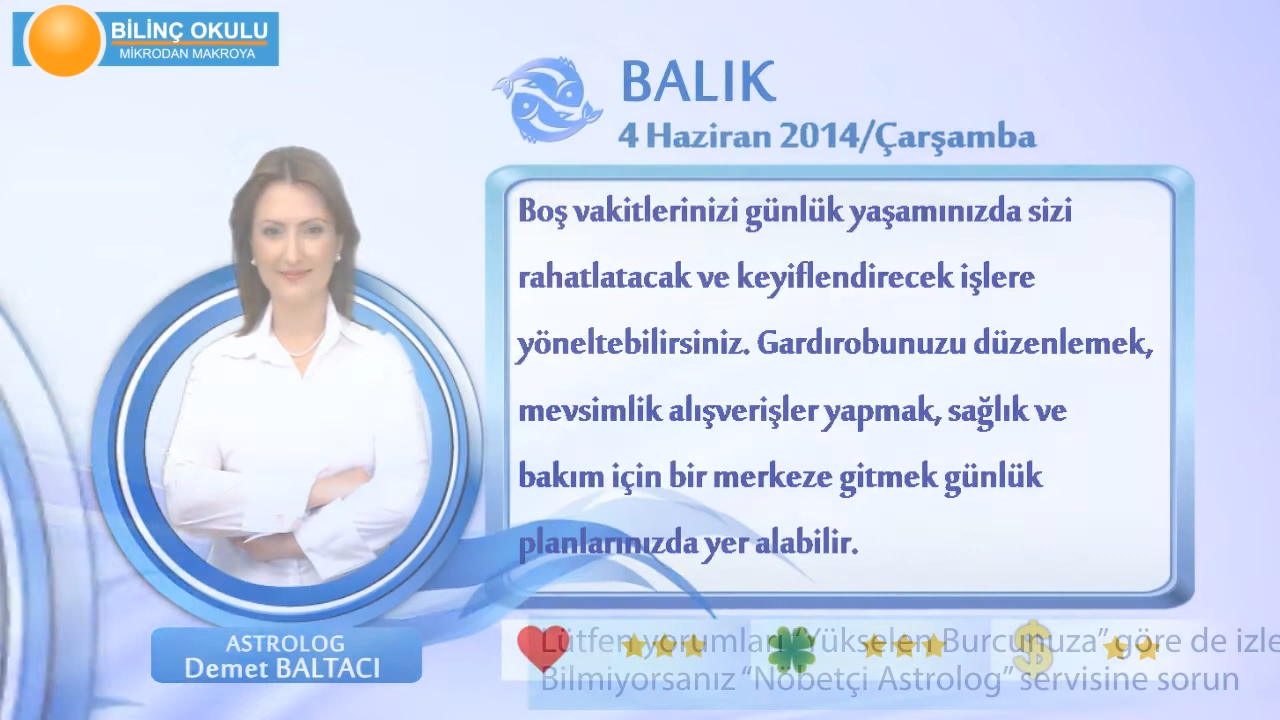 BİLİNÇ OKULU
MİKRODAN MAKROYA
BALIK
4 Haziran 2014/Çarşamba
Boş vakitlerinizi günlük yaşamınızda sizi
rahatlatacak ve keyiflendirecek işlere
yöneltebilirsiniz. Gardırobunuzu düzenlemek,
mevsimlik alışverişler yapmak, sağlık ve
bakım için bir merkeze gitmek günlük
planlarınızda yer alabilir.
ASTROLOG
Demet BALTACI
Lütfen yorumları "Yükselen Burcunuza" göre de izle
Bilmiyorsanız "Nöbetçi Astrolog" servisine sorun